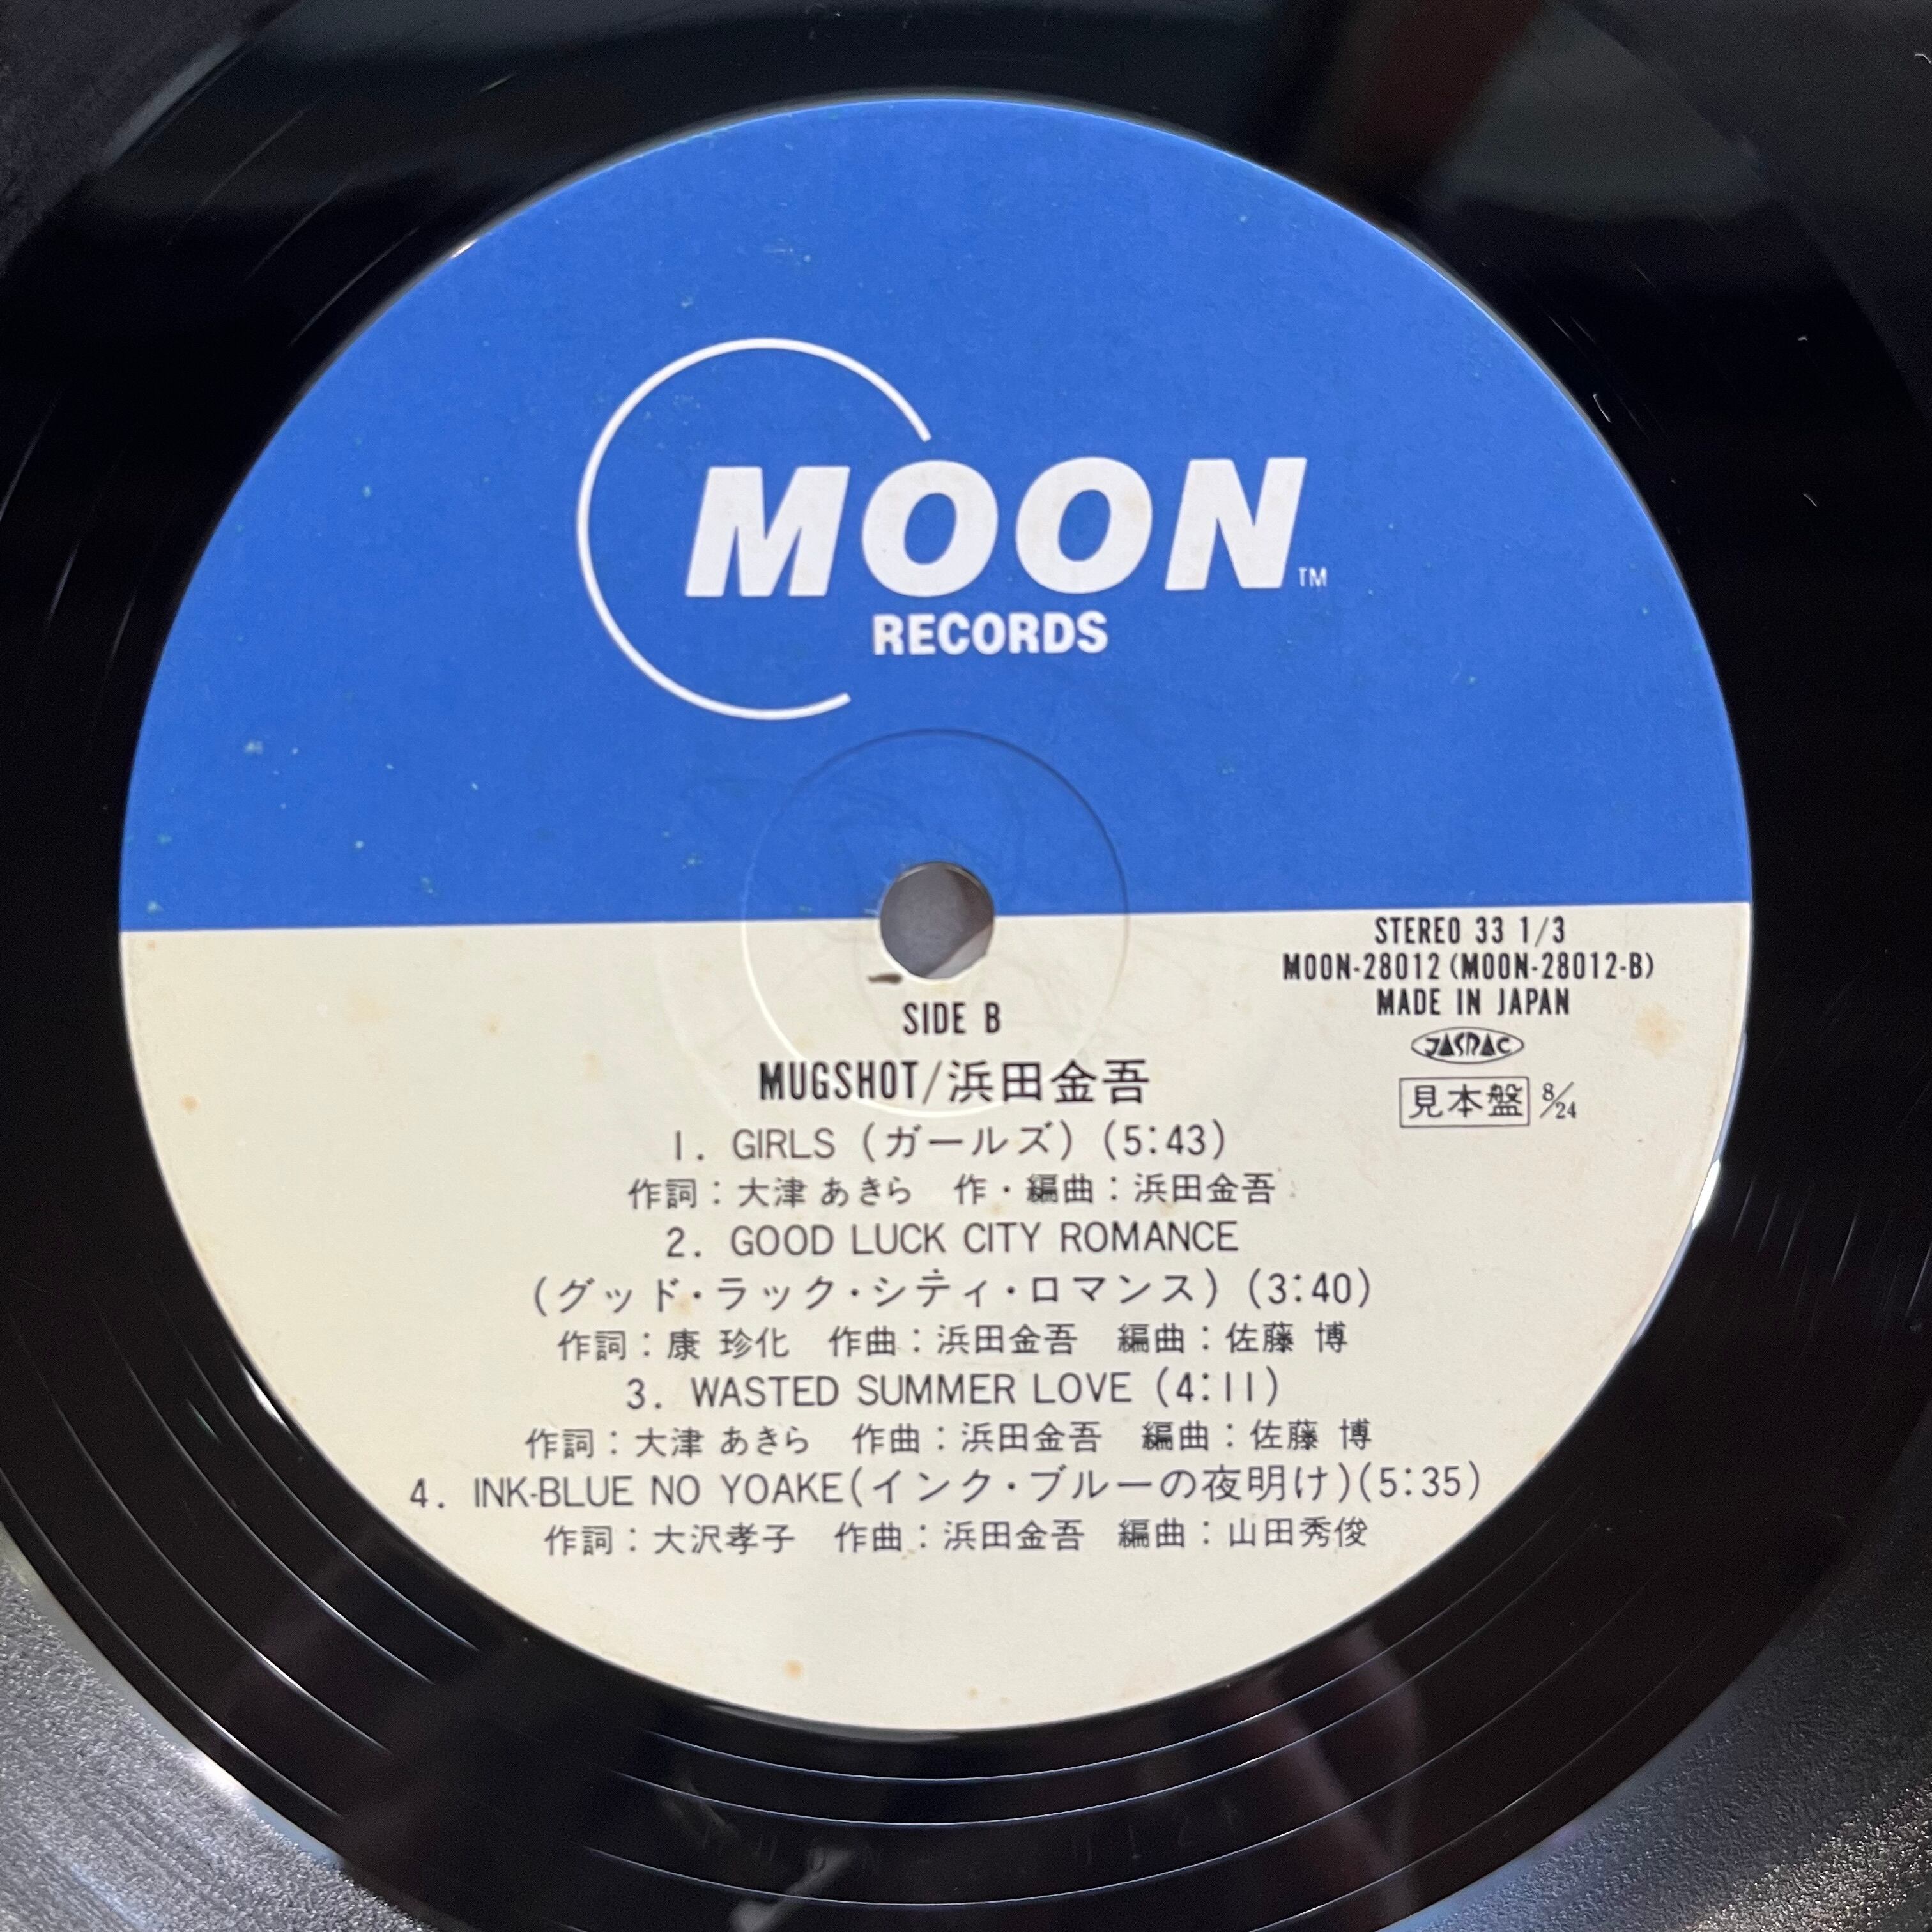 MOON TM
RECORDS
STEREO 33 1/3
MOON-28012 (MOON-28012-B)
MADE IN JAPAN
JASRAC
見本盤 8/24
SIDE B
MUGSHOT/浜田金吾
1. GIRLS (ガールズ) (5:43)
作詞:大津 あきら 作・編曲:浜田金吾
2. GOOD LUCK CITY ROMANCE
(グッド・ラック・シティ・ロマンス) (3:40)
作詞:康 珍化 作曲:浜田金吾 編曲:佐藤 博
3. WASTED SUMMER LOVE (4:11)
作詞:大津 あきら 作曲:浜田金吾 編曲:佐藤 博
4. INK-BLUE NO YOAKE(インク・ブルーの夜明け)(5:35)
作詞:大沢孝子 作曲:浜田金吾 編曲:山田秀俊